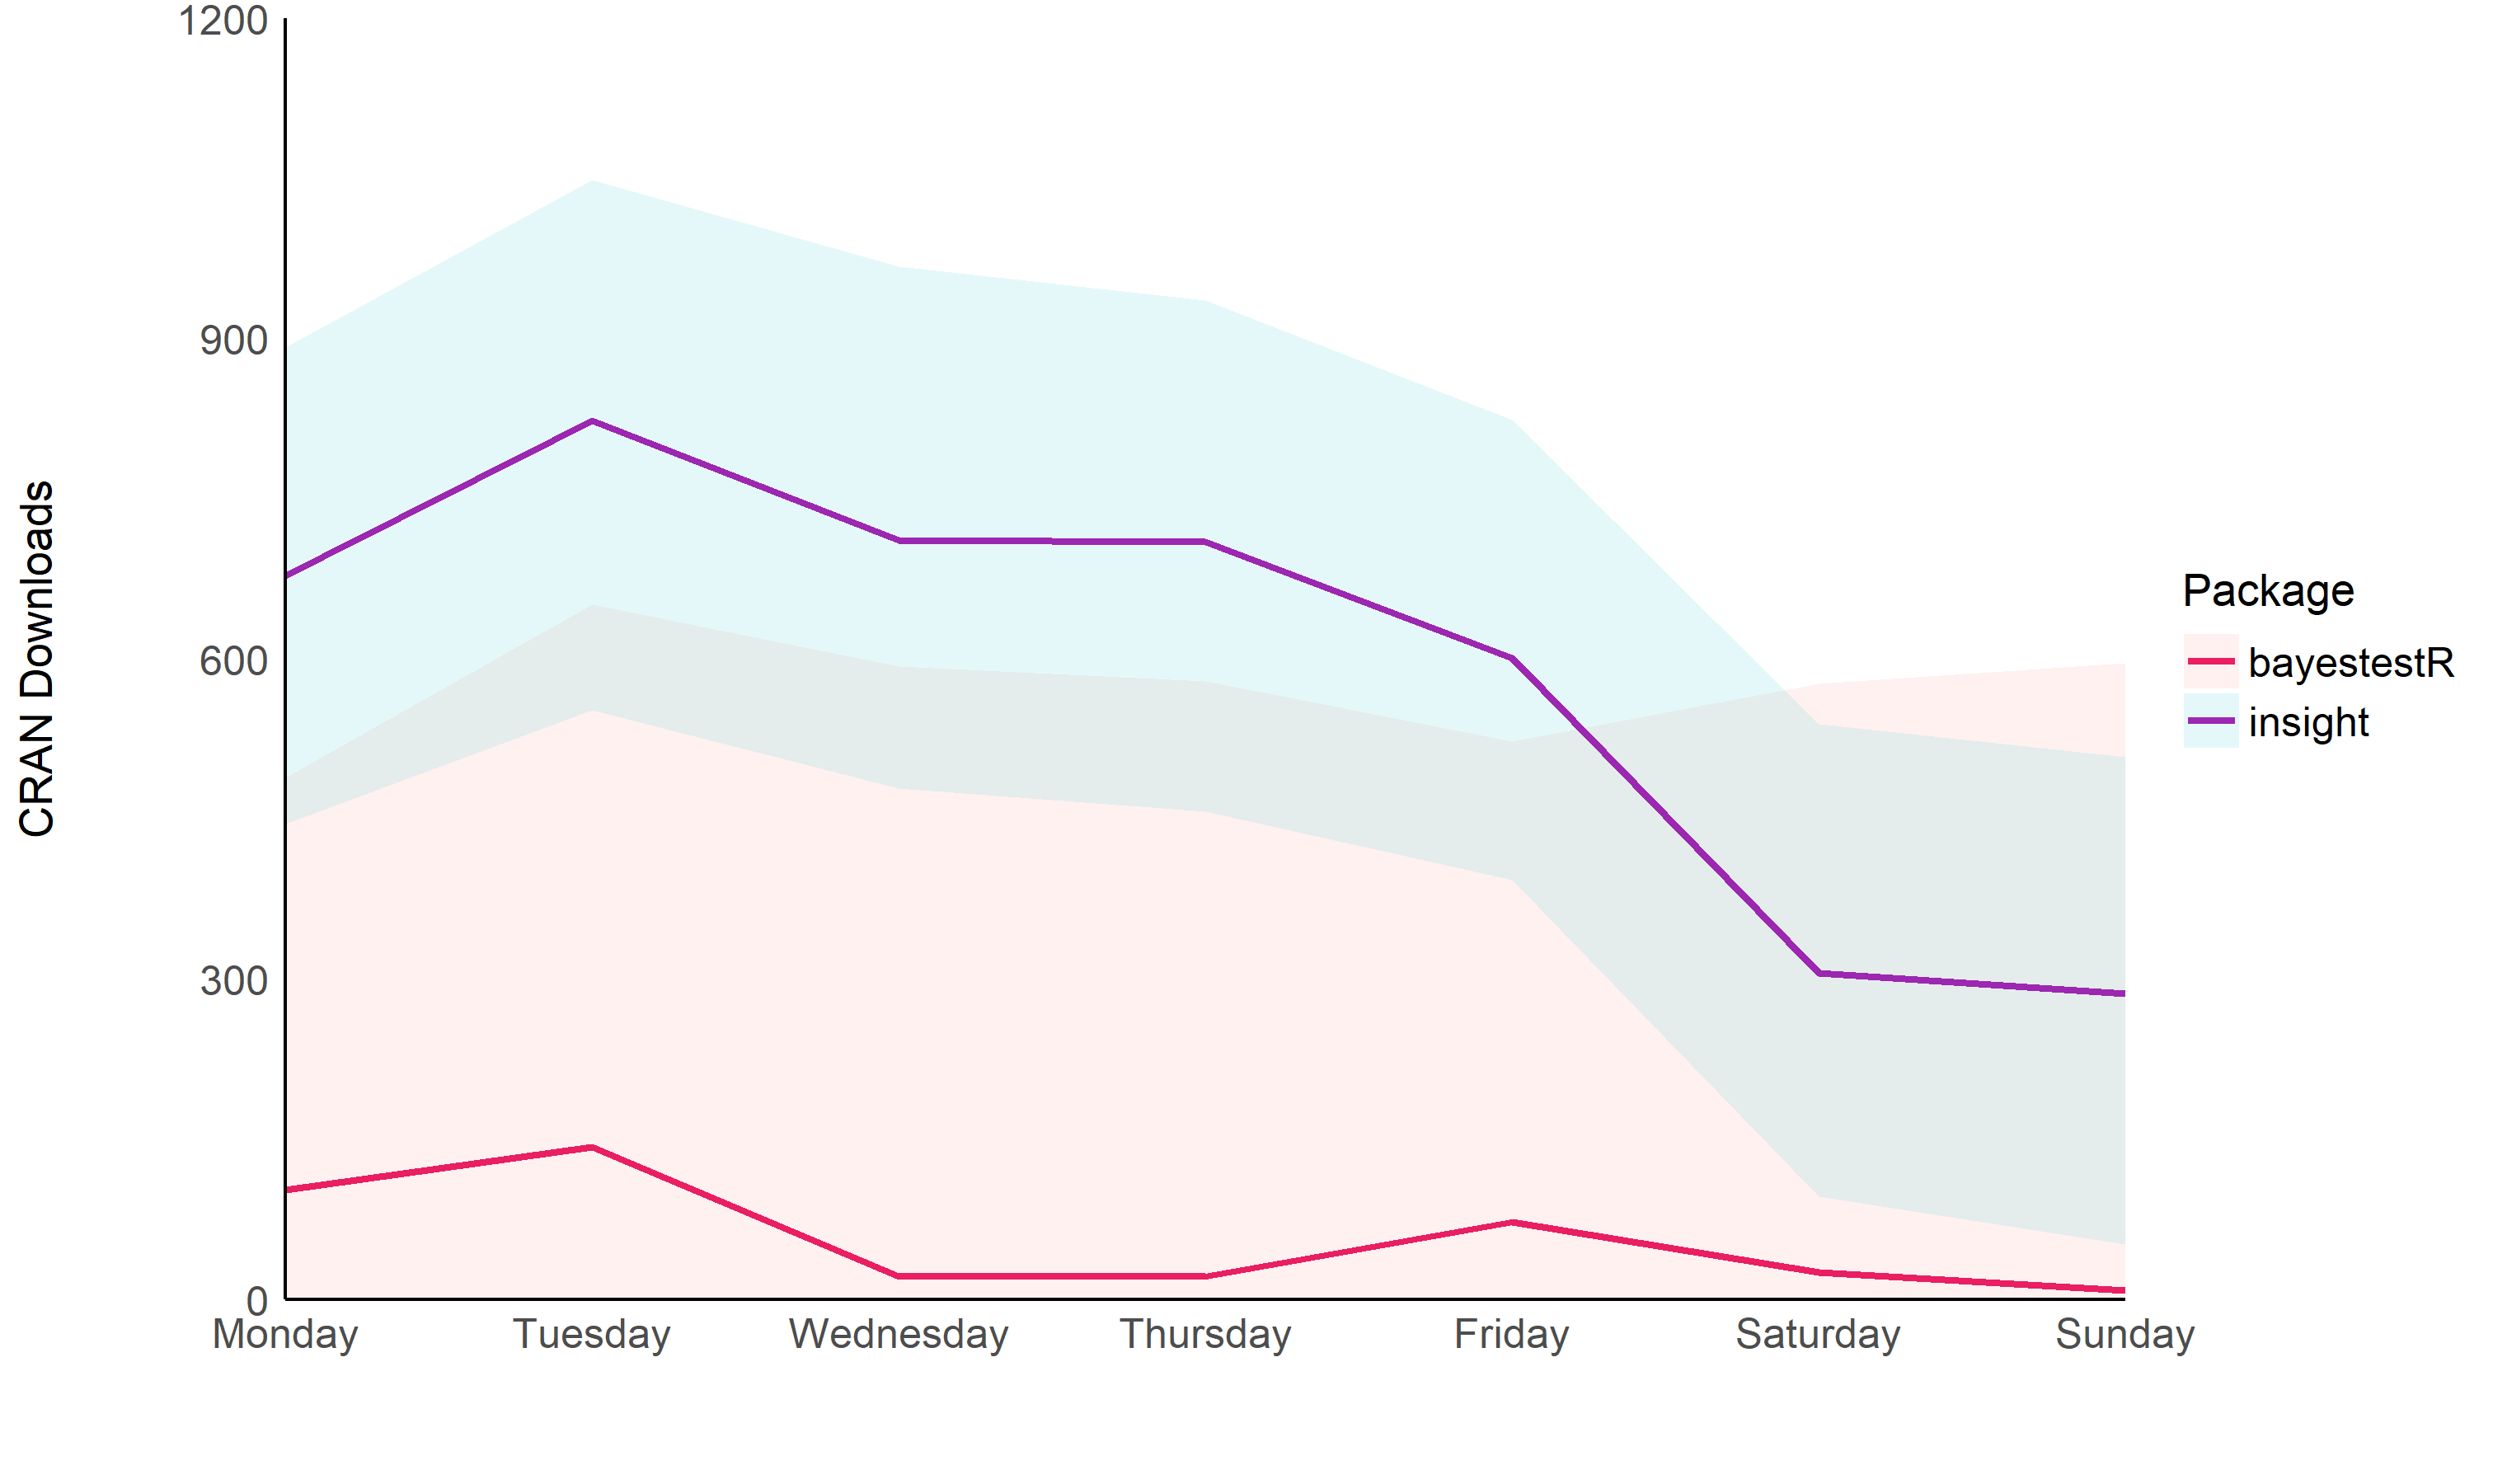 1200
900
600
300
0
CRAN Downloads
Monday Tuesday Wednesday Thursday Friday Saturday Sunday
Package
bayestestR
insight